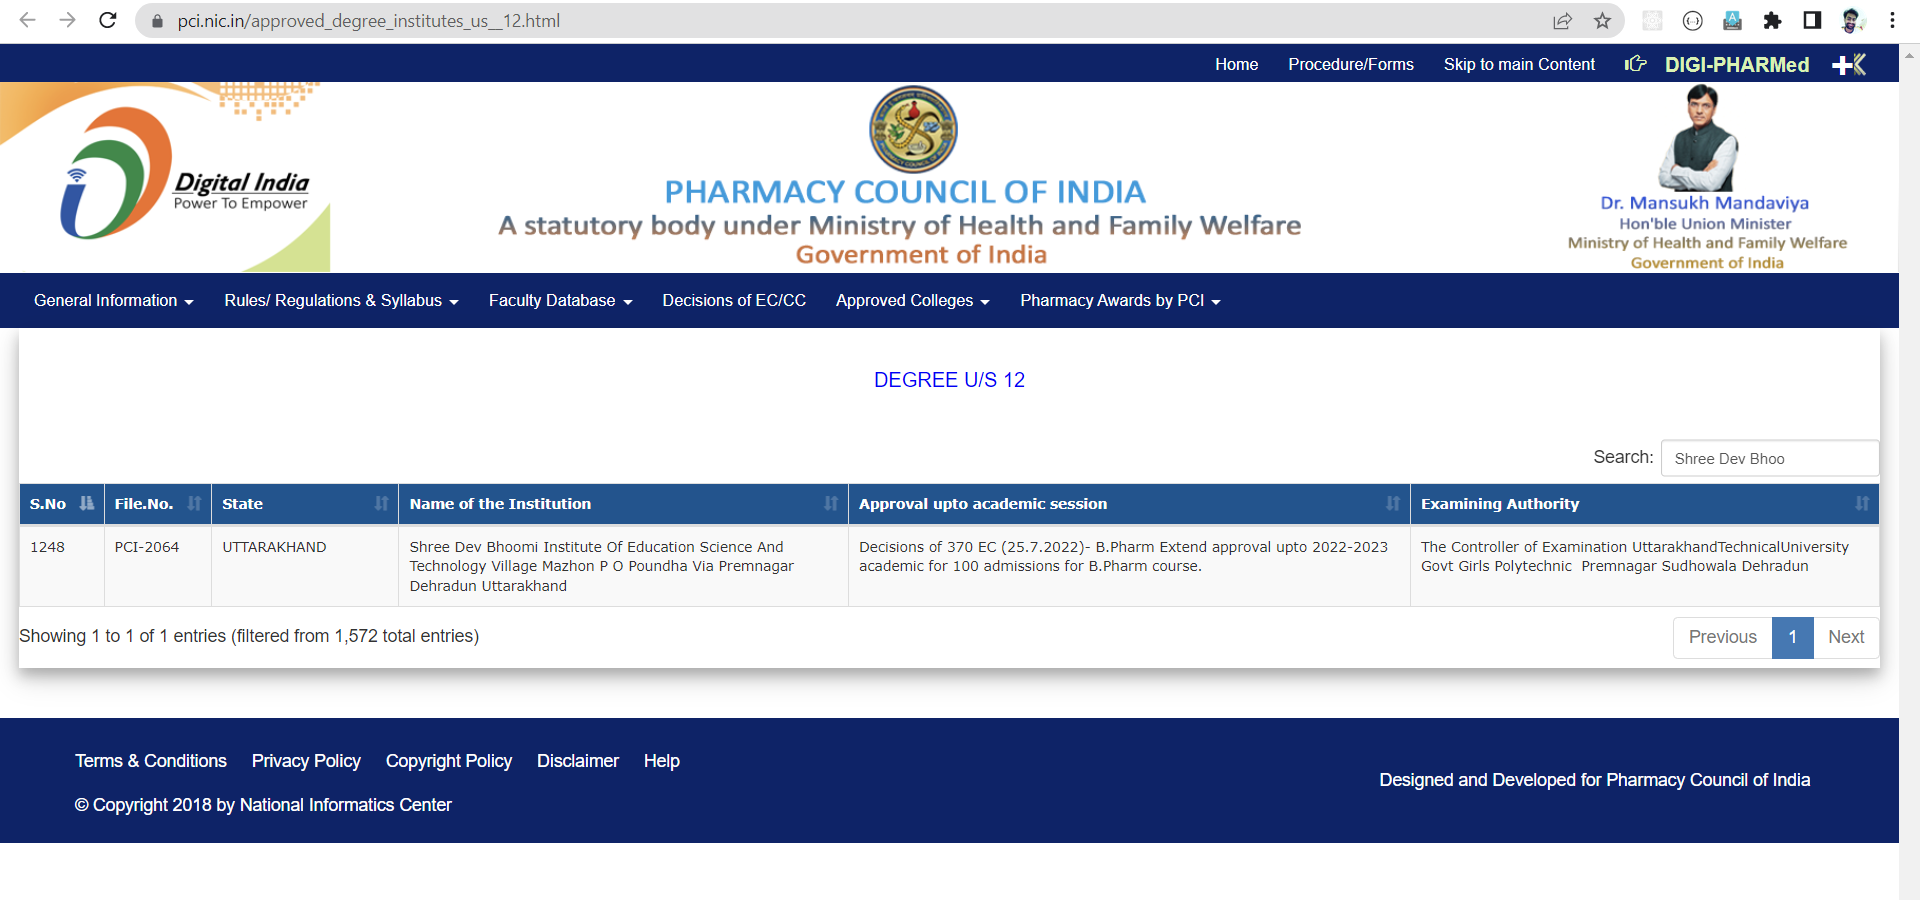 pci.nic.in/approved_degree_institutes_us__12.html
Home Procedure/Forms Skip to main Content DIGI-PHARMed
Digital India
Power To Empower
PHARMACY COUNCIL OF INDIA
A statutory body under Ministry of Health and Family Welfare
Government of India
Dr. Mansukh Mandaviya
Hon'ble Union Minister
Ministry of Health and Family Welfare
Government of India
General Information Rules/ Regulations & Syllabus Faculty Database Decisions of EC/CC Approved Colleges Pharmacy Awards by PCI
DEGREE U/S 12
Search: Shree Dev Bhoo
S.No File.No. State Name of the Institution Approval upto academic session Examining Authority
1248 PCI-2064 UTTARAKHAND Shree Dev Bhoomi Institute Of Education Science And Decisions of 370 EC (25.7.2022)- B.Pharm Extend approval upto 2022-2023 The Controller of Examination UttarakhandTechnicalUniversity
Technology Village Mazhon P O Poundha Via Premnagar academic for 100 admissions for B.Pharm course. Govt Girls Polytechnic Premnagar Sudhowala Dehradun
Dehradun Uttarakhand
Showing 1 to 1 of 1 entries (filtered from 1,572 total entries)
Previous 1 Next
Terms & Conditions Privacy Policy Copyright Policy Disclaimer Help
© Copyright 2018 by National Informatics Center
Designed and Developed for Pharmacy Council of India